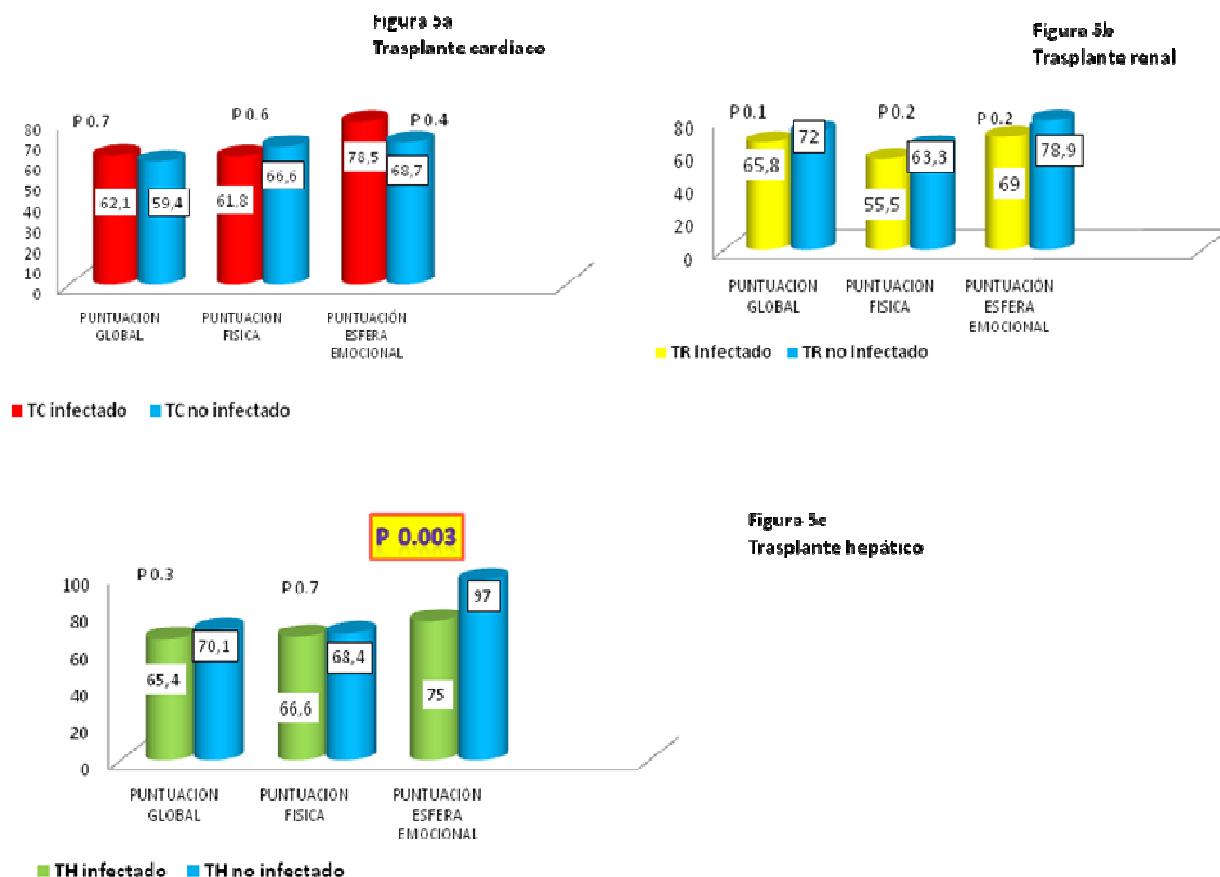 Figura 5a
Trasplante cardiaco
P 0.7
P 0.6
P 0.4
80
70
60
50
40
30
20
10
0
62,1
59,4
61.8
66,6
78,5
68,7
PUNTUACION
GLOBAL
PUNTUACION
FISICA
PUNTUACIÓN
ESFERA
EMOCIONAL
TC infectado
TC no infectado
Figura 5b
Trasplante renal
P 0.1
P 0.2
P 0.2
80
60
40
20
0
65,8
72
55,5
63,3
69
78,9
PUNTUACION
GLOBAL
PUNTUACION
FISICA
PUNTUACIÓN
ESFERA
EMOCIONAL
TR Infectado
TR no Infectado
Figura 5c
Trasplante hepático
P 0.003
P 0.3
P 0.7
100
80
60
40
20
0
65,4
70,1
66,6
68,4
75
97
PUNTUACION
GLOBAL
PUNTUACION
FISICA
PUNTUACION
ESFERA
EMOCIONAL
TH infectado
TH no infectado